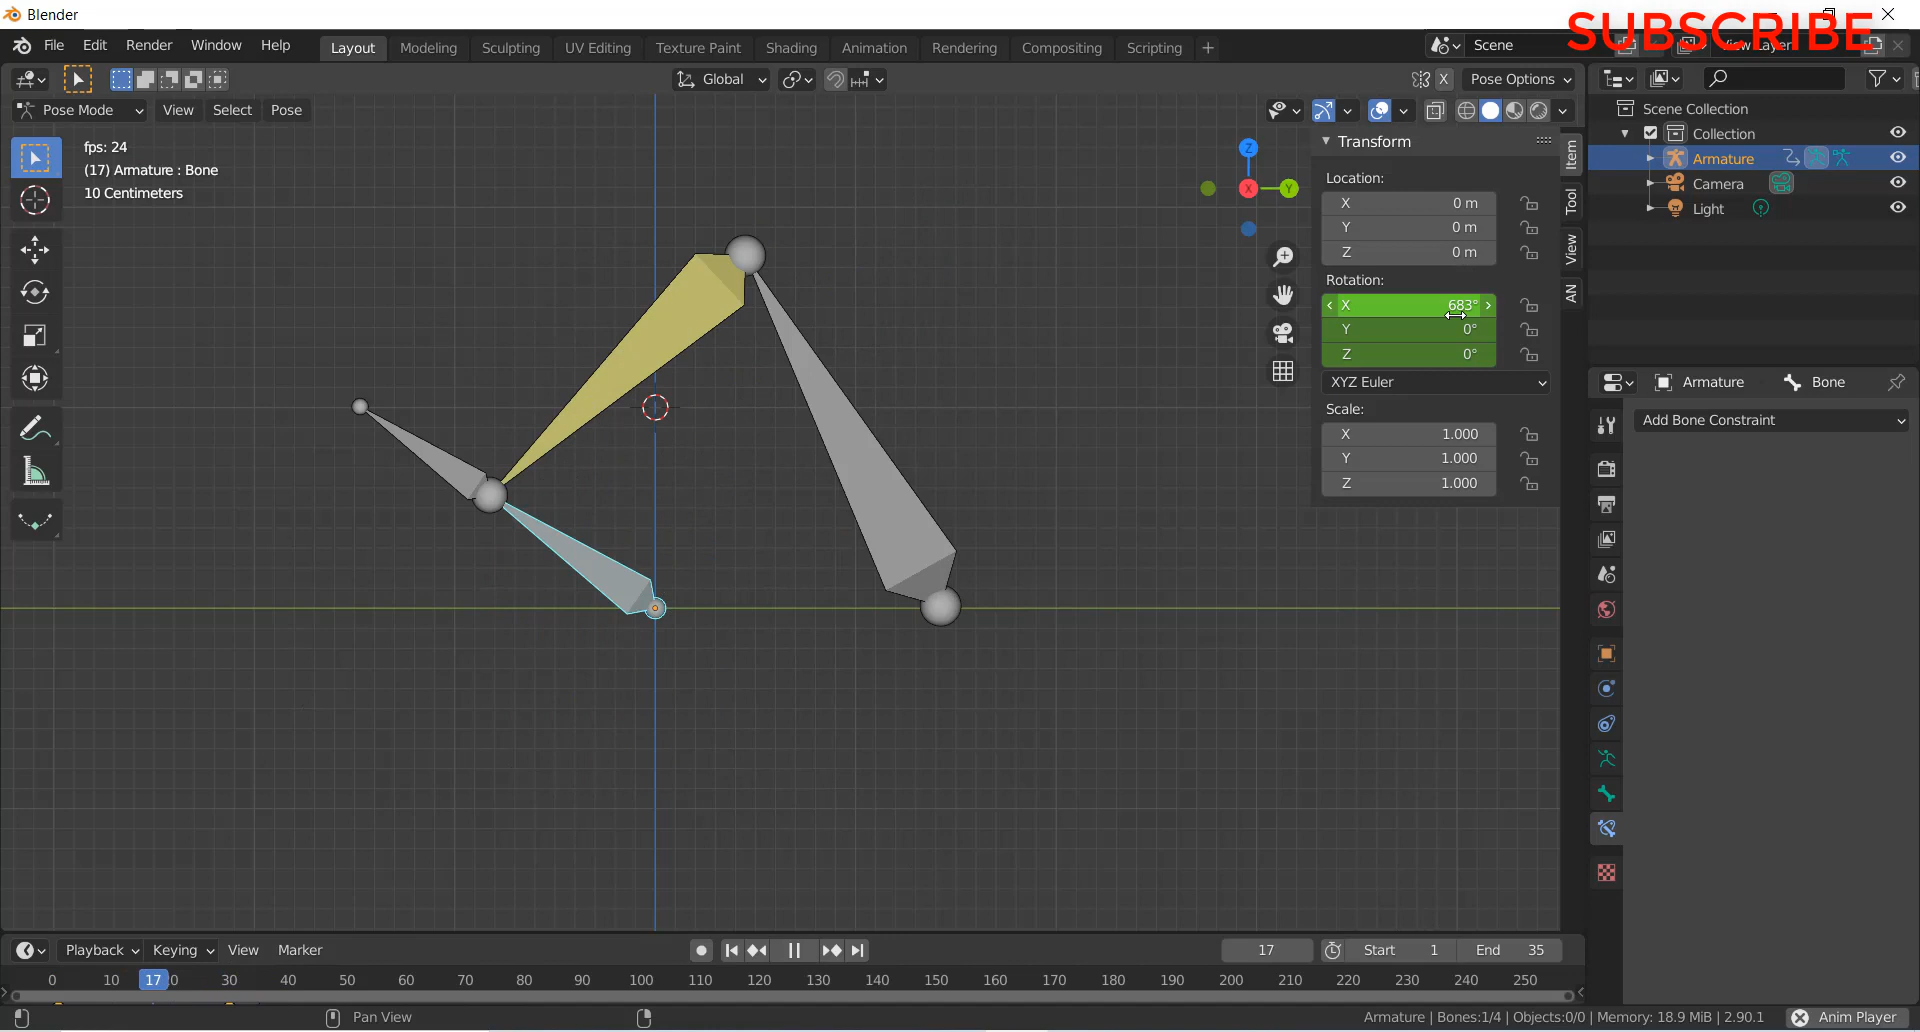 Blender
SUBSCRIBE
File Edit Render Window Help Layout Modeling Sculpting UV Editing Texture Paint Shading Animation Rendering Compositing Scripting + Scene View Layer
Global X Pose Options
Pose Mode View Select Pose
fps: 24
(17) Armature : Bone
10 Centimeters
Z
X
Y
Transform
Location:
X 0 m
Y 0 m
Z 0 m
Rotation:
X 683°
Y 0°
Z 0°
XYZ Euler
Scale:
X 1.000
Y 1.000
Z 1.000
Item
Tool
View
AN
Scene Collection
Collection
Armature
Camera
Light
Armature Bone
Add Bone Constraint
Playback Keying View Marker 17 Start 1 End 35
0 10 17 0 30 40 50 60 70 80 90 100 110 120 130 140 150 160 170 180 190 200 210 220 230 240 250
Pan View Armature | Bones:1/4 | Objects:0/0 | Memory: 18.9 MiB | 2.90.1 Anim Player